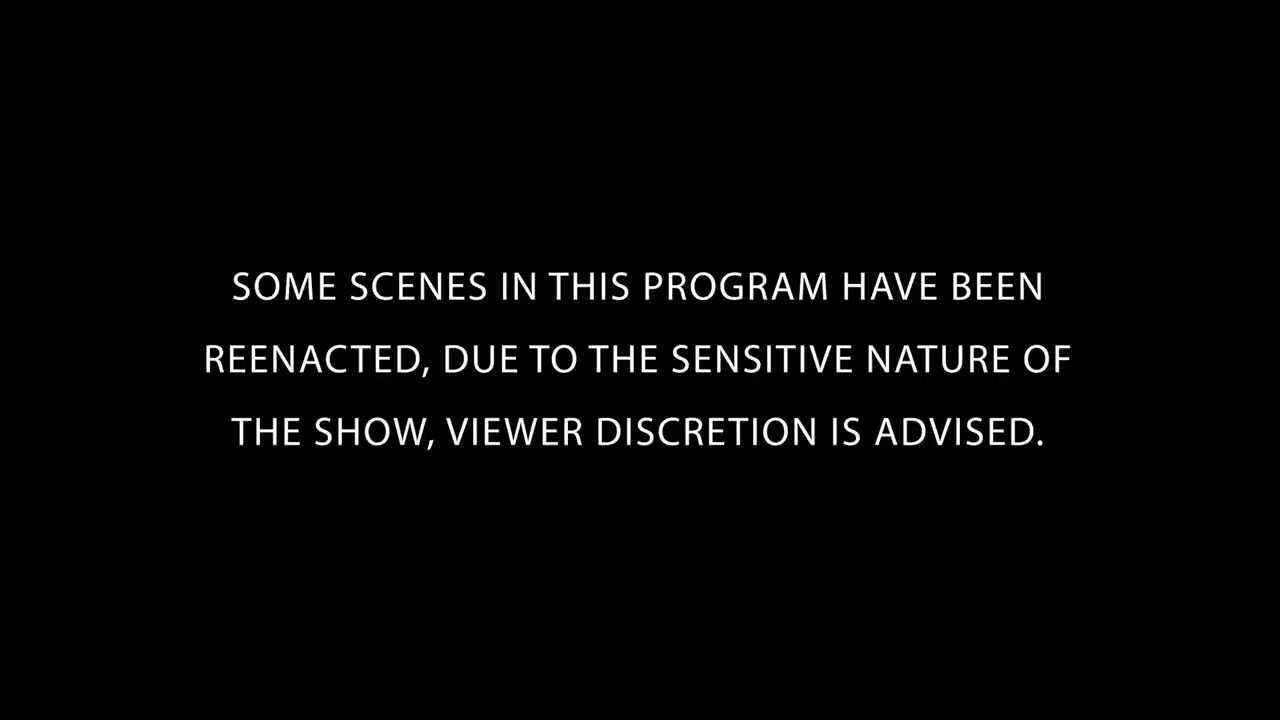 SOME SCENES IN THIS PROGRAM HAVE BEEN
REENACTED, DUE TO THE SENSITIVE NATURE OF
THE SHOW, VIEWER DISCRETION IS ADVISED.